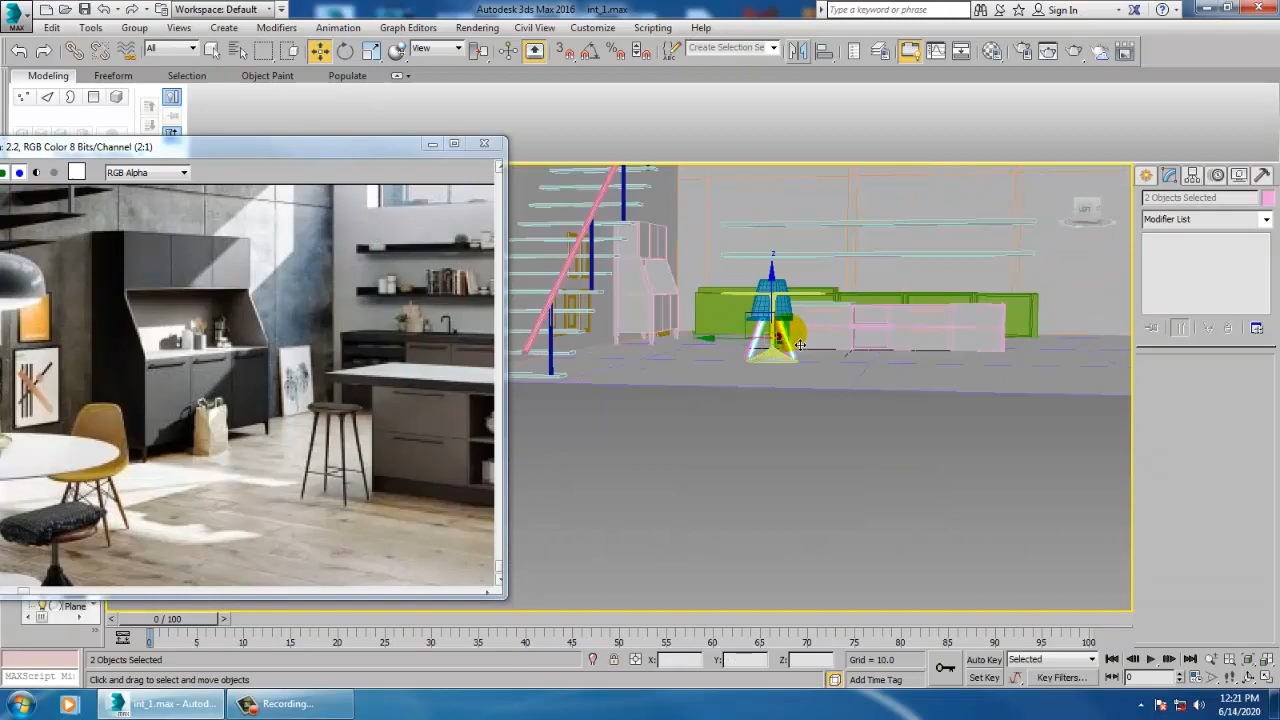 MAX
Workspace: Default
Autodesk 3ds Max 2016 int_1.max
Type a keyword or phrase
Sign In
Edit Tools Group Views Create Modifiers Animation Graph Editors Rendering Civil View Customize Scripting Help
All
View
3
Create Selection Se
Modeling Freeform Selection Object Paint Populate
2.2, RGB Color 8 Bits/Channel (2:1)
RGB Alpha
z
LEFT
2 Objects Selected
Modifier List
Plane
0 / 100
0 5 10 15 20 25 30 35 40 45 50 55 60 65 70 75 80 85 90 95 100
2 Objects Selected
X: Y: Z:
Grid = 10.0
Auto Key
Selected
MAXScript Mi
Click and drag to select and move objects
Add Time Tag
Set Key
Key Filters...
0
int_1.max - Autod...
Recording...
12:21 PM
6/14/2020